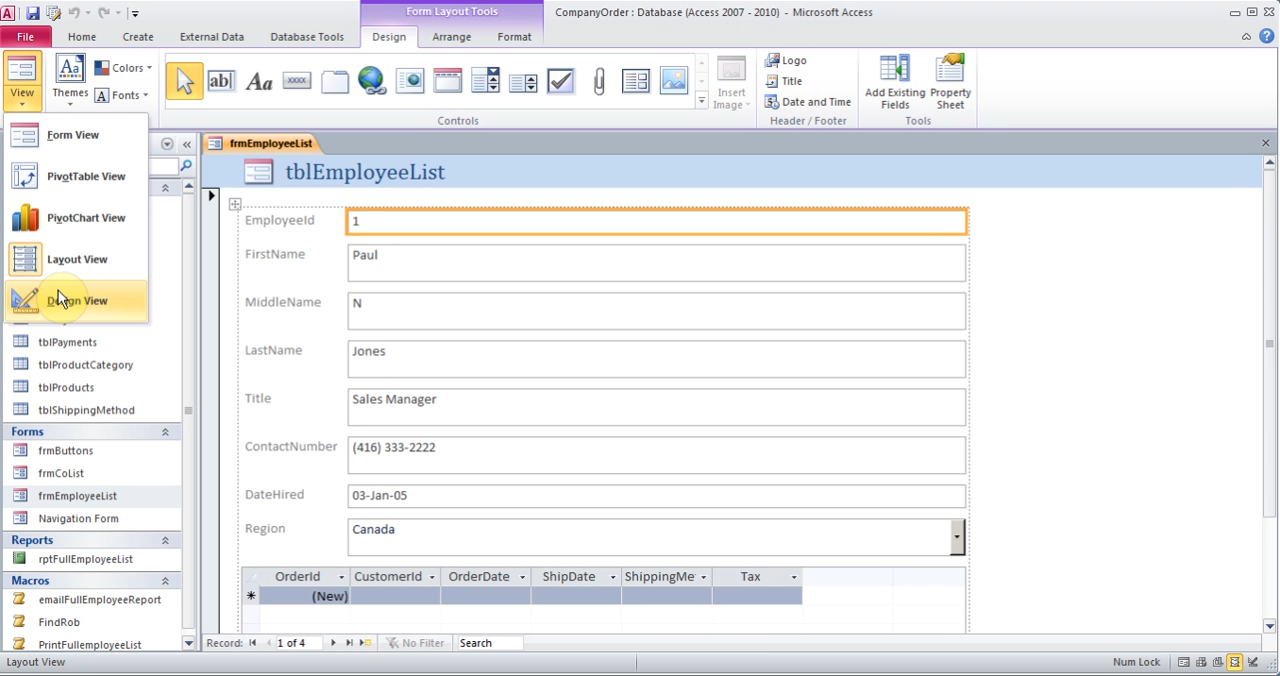 Form Layout Tools
CompanyOrder : Database (Access 2007 - 2010) - Microsoft Access
File
Home
Create
External Data
Database Tools
Design
Arrange
Format
View
Themes
Colors
Fonts
Aa
ab|
Aa
xxxx
Controls
Insert
Image
Logo
Title
Date and Time
Header / Footer
Add Existing
Fields
Property
Sheet
Tools
Form View
PivotTable View
PivotChart View
Layout View
Design View
tblPayments
tblProductCategory
tblProducts
tblShippingMethod
Forms
frmButtons
frmCoList
frmEmployeeList
Navigation Form
Reports
rptFullEmployeeList
Macros
emailFullEmployeeReport
FindRob
PrintFullemployeeList
frmEmployeeList
tblEmployeeList
EmployeeId 1
FirstName Paul
MiddleName N
LastName Jones
Title Sales Manager
ContactNumber (416) 333-2222
DateHired 03-Jan-05
Region Canada
OrderId CustomerId OrderDate ShipDate ShippingMe Tax
(New)
Record: 1 of 4 No Filter Search
Layout View
Num Lock